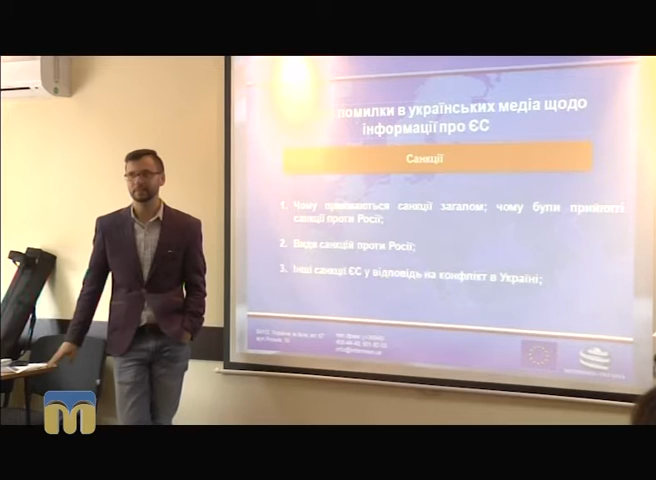 помилки в українських медіа щодо
інформації про ЄС
Санкції
1. Чому приймаються санкції загалом; чому були прийняті
санкції проти Росії;
2. Види санкцій проти Росії;
3. Інші санкції ЄС у відповідь на конфлікт в Україні;
M